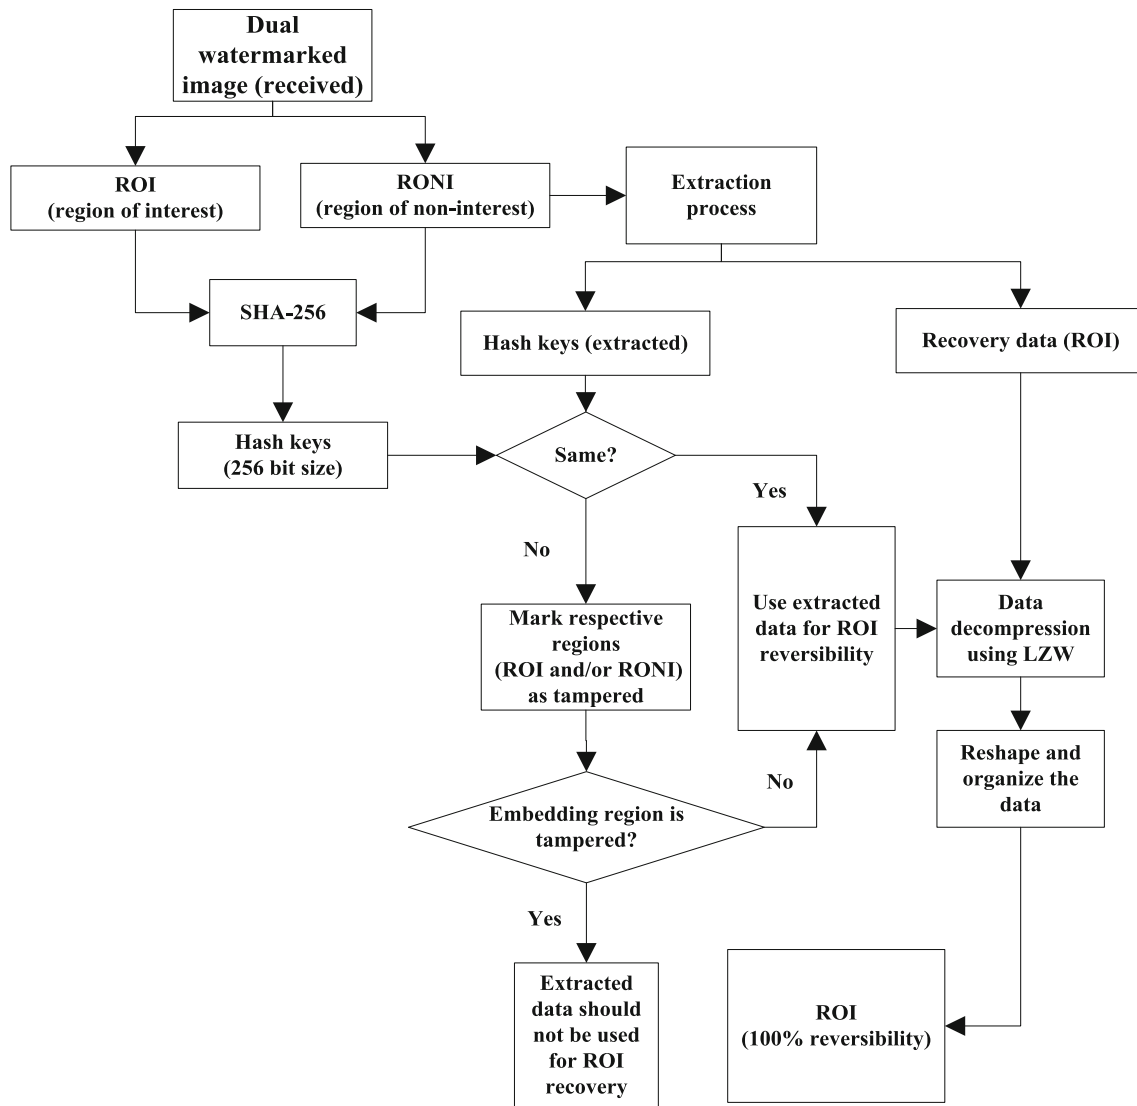 Dual
watermarked
image (received)
ROI
(region of interest)
RONI
(region of non-interest)
Extraction
process
SHA-256
Hash keys (extracted)
Recovery data (ROI)
Hash keys
(256 bit size)
Same?
Yes
No
Mark respective
regions
(ROI and/or RONI)
as tampered
Use extracted
data for ROI
reversibility
Data
decompression
using LZW
Reshape and
organize the
data
No
Embedding region is
tampered?
Yes
Extracted
data should
not be used
for ROI
recovery
ROI
(100% reversibility)